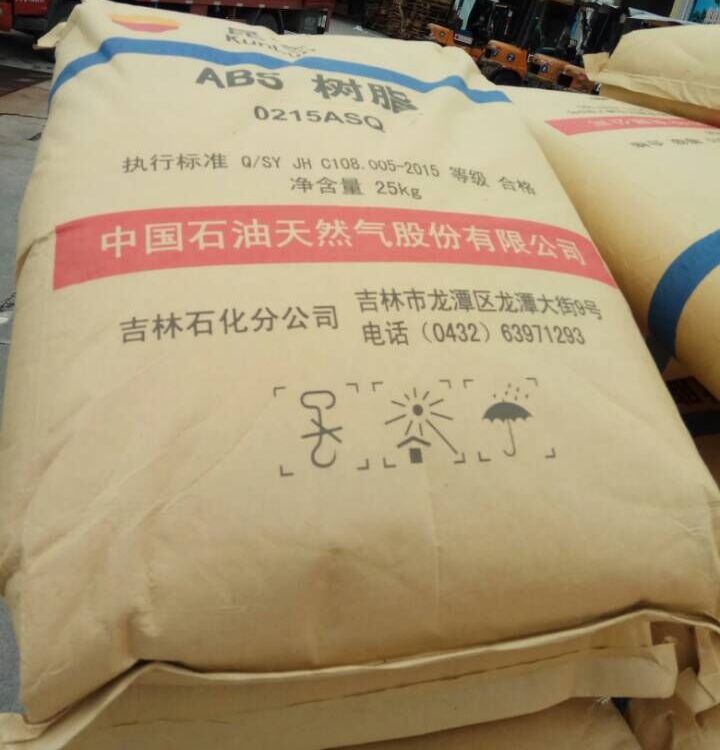 昆仑
KunLun
ABS 树脂
0215ASQ
执行标准 Q/SY JH C108.005-2015 等级 合格
净含量 25kg
中国石油天然气股份有限公司
吉林石化分公司
吉林市龙潭区龙潭大街9号
电话（0432）63971293